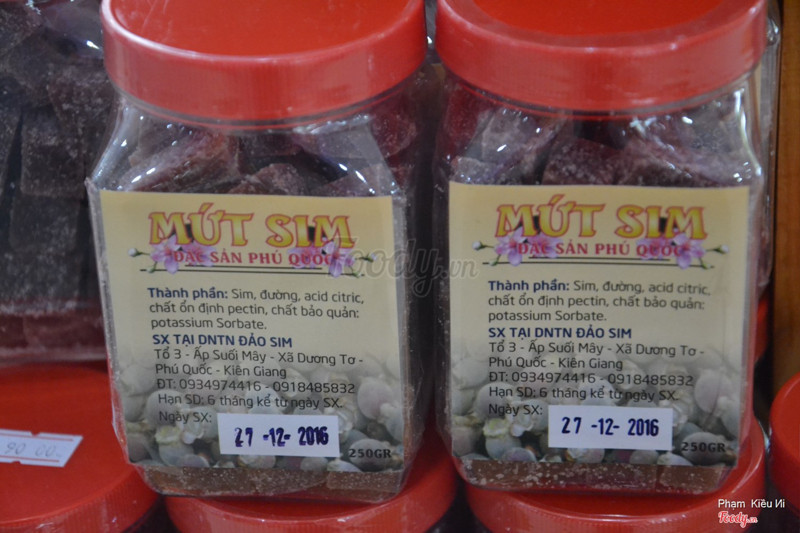 MỨT SIM
ĐẶC SẢN PHÚ QUỐC
Thành phần: Sim, đường, acid citric,
chất ổn định pectin, chất bảo quản:
potassium Sorbate.
SX TẠI DNTN ĐẢO SIM
Tổ 3 - Ấp Suối Mây - Xã Dương Tơ -
Phú Quốc - Kiên Giang
ĐT: 0934974416 - 0918485832
Hạn SD: 6 tháng kể từ ngày SX.
Ngày SX:
27 -12- 2016
250GR
MỨT SIM
ĐẶC SẢN PHÚ QUỐC
Thành phần: Sim, đường, acid citric,
chất ổn định pectin, chất bảo quản:
potassium Sorbate.
SX TẠI DNTN ĐẢO SIM
Tổ 3 - Ấp Suối Mây - Xã Dương Tơ -
Phú Quốc - Kiên Giang
ĐT: 0934974416 - 0918485832
Hạn SD: 6 tháng kể từ ngày SX.
Ngày SX:
27 -12- 2016
250GR
foody.vn
Phạm Kiều
Foody.vn